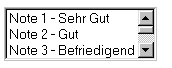 Note 1 - Sehr Gut
Note 2 - Gut
Note 3 - Befriedigend